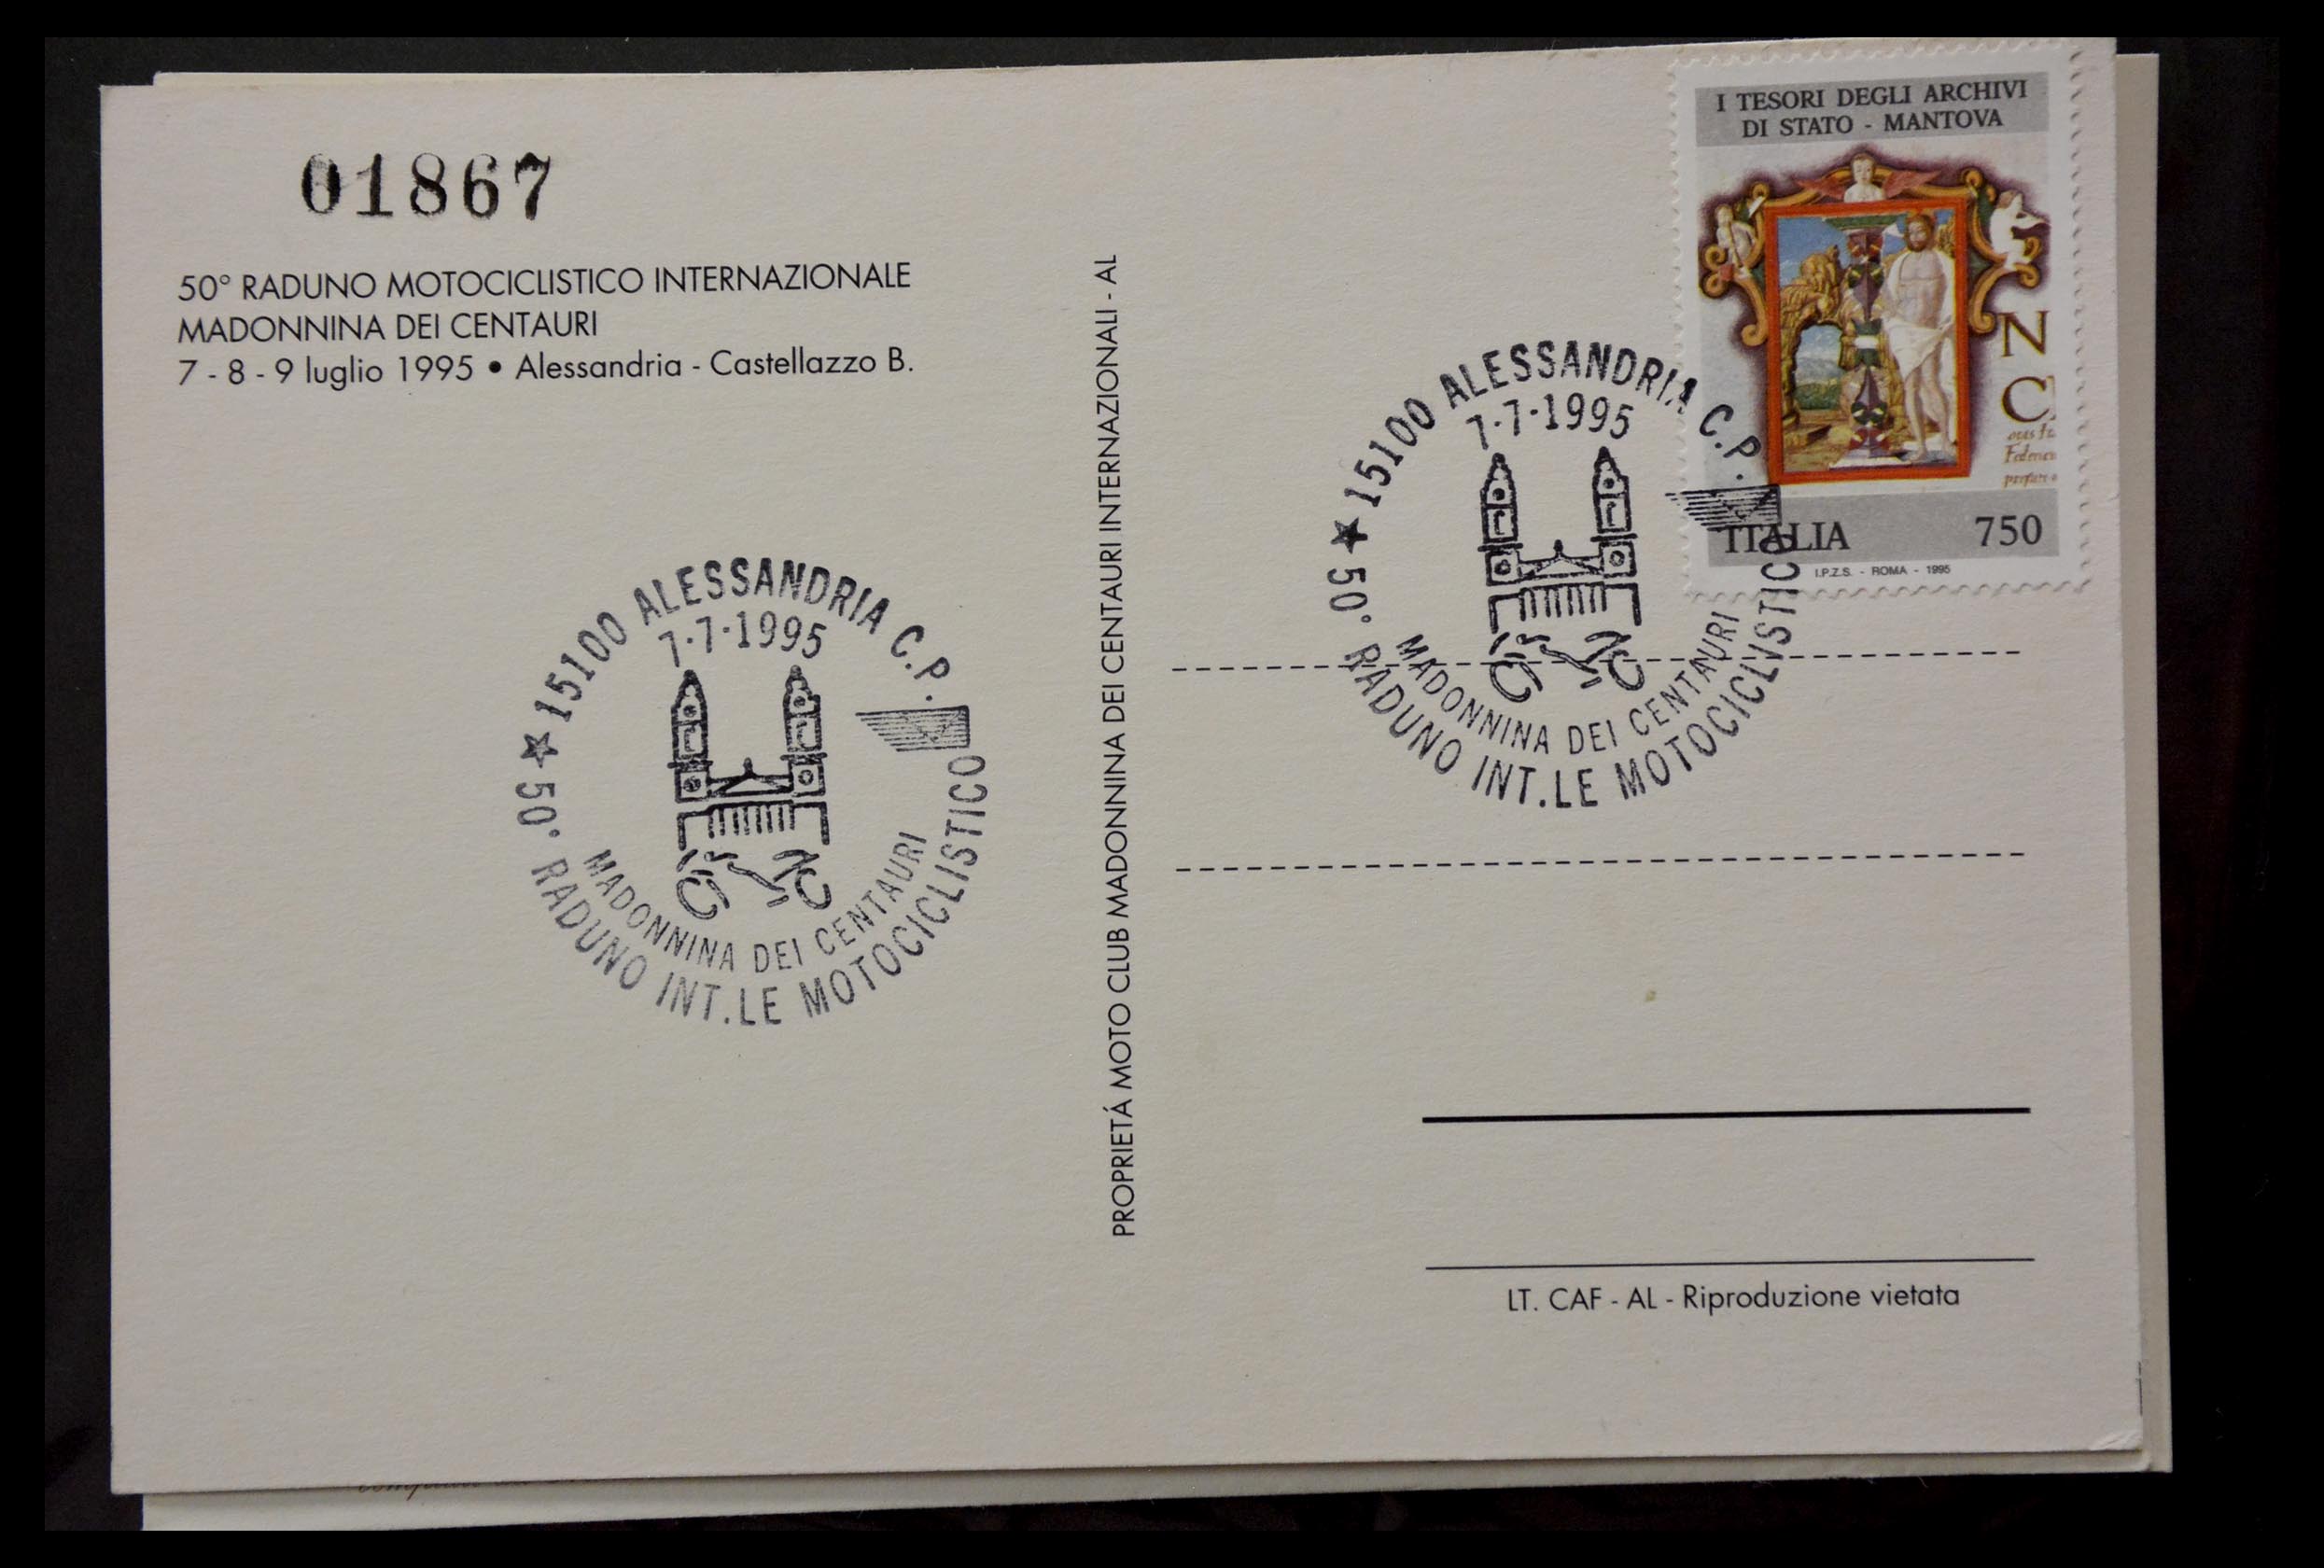 01867
50° RADUNO MOTOCICLISTICO INTERNAZIONALE
MADONNINA DEI CENTAURI
7 - 8 - 9 luglio 1995 • Alessandria - Castellazzo B.
★ 15100 ALESSANDRIA C.P.
7·7·1995
MADONNINA DEI CENTAURI
50° RADUNO INT.LE MOTOCICLISTICO
PROPRIETÁ MOTO CLUB MADONNINA DEI CENTAURI INTERNAZIONALI - AL
I TESORI DEGLI ARCHIVI
DI STATO - MANTOVA
N
C
ITALIA 750
I.P.Z.S. - ROMA - 1995
★ 15100 ALESSANDRIA C.P.
7·7·1995
MADONNINA DEI CENTAURI
50° RADUNO INT.LE MOTOCICLISTICO
LT. CAF - AL - Riproduzione vietata